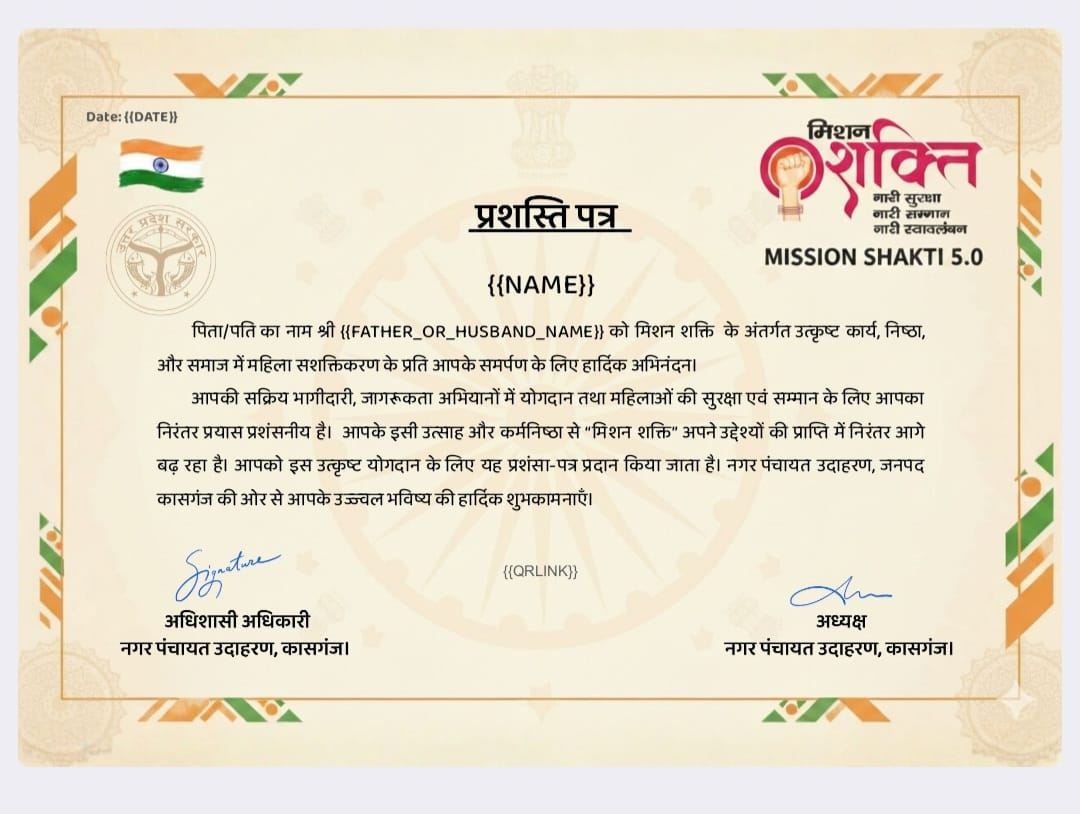 Date: {{DATE}}
उत्तर प्रदेश सरकार
मिशन
शक्ति
नारी सुरक्षा
नारी सम्मान
नारी स्वावलंबन
MISSION SHAKTI 5.0
प्रशस्ति पत्र
{{NAME}}
पिता/पति का नाम श्री {{FATHER_OR_HUSBAND_NAME}} को मिशन शक्ति के अंतर्गत उत्कृष्ट कार्य, निष्ठा,
और समाज में महिला सशक्तिकरण के प्रति आपके समर्पण के लिए हार्दिक अभिनंदन।
आपकी सक्रिय भागीदारी, जागरूकता अभियानों में योगदान तथा महिलाओं की सुरक्षा एवं सम्मान के लिए आपका
निरंतर प्रयास प्रशंसनीय है। आपके इसी उत्साह और कर्मनिष्ठा से “मिशन शक्ति” अपने उद्देश्यों की प्राप्ति में निरंतर आगे
बढ़ रहा है। आपको इस उत्कृष्ट योगदान के लिए यह प्रशंसा-पत्र प्रदान किया जाता है। नगर पंचायत उदाहरण, जनपद
कासगंज की ओर से आपके उज्ज्वल भविष्य की हार्दिक शुभकामनाएँ।
Signature
{{QRLINK}}
अधिशासी अधिकारी
नगर पंचायत उदाहरण, कासगंज।
अध्यक्ष
नगर पंचायत उदाहरण, कासगंज।